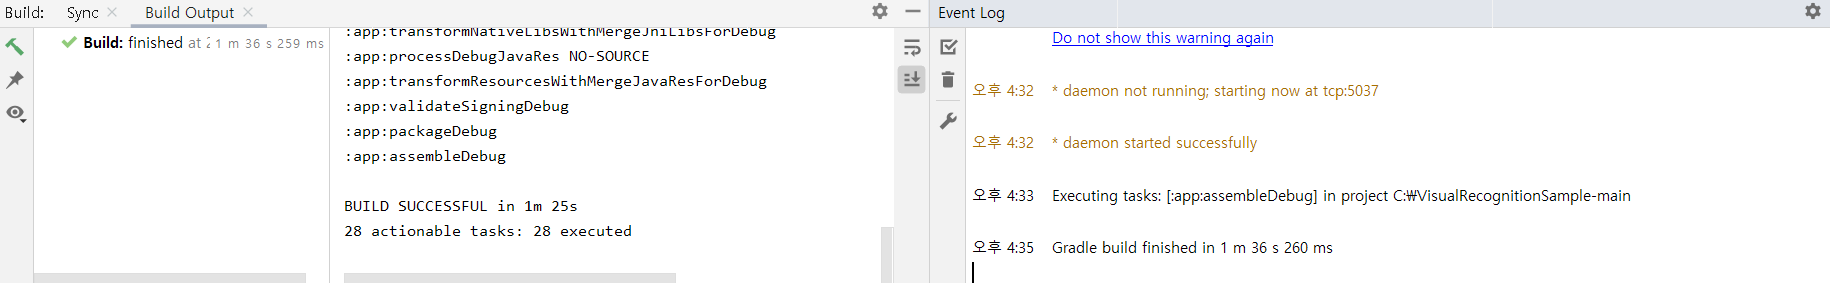 Build: Sync Build Output
Build: finished at 1 m 36 s 259 ms
:app:transformNativeLibsWithMergeJniLibsForDebug
:app:processDebugJavaRes NO-SOURCE
:app:transformResourcesWithMergeJavaResForDebug
:app:validateSigningDebug
:app:packageDebug
:app:assembleDebug
BUILD SUCCESSFUL in 1m 25s
28 actionable tasks: 28 executed
Event Log
Do not show this warning again
오후 4:32 * daemon not running; starting now at tcp:5037
오후 4:32 * daemon started successfully
오후 4:33 Executing tasks: [:app:assembleDebug] in project C:₩VisualRecognitionSample-main
오후 4:35 Gradle build finished in 1 m 36 s 260 ms